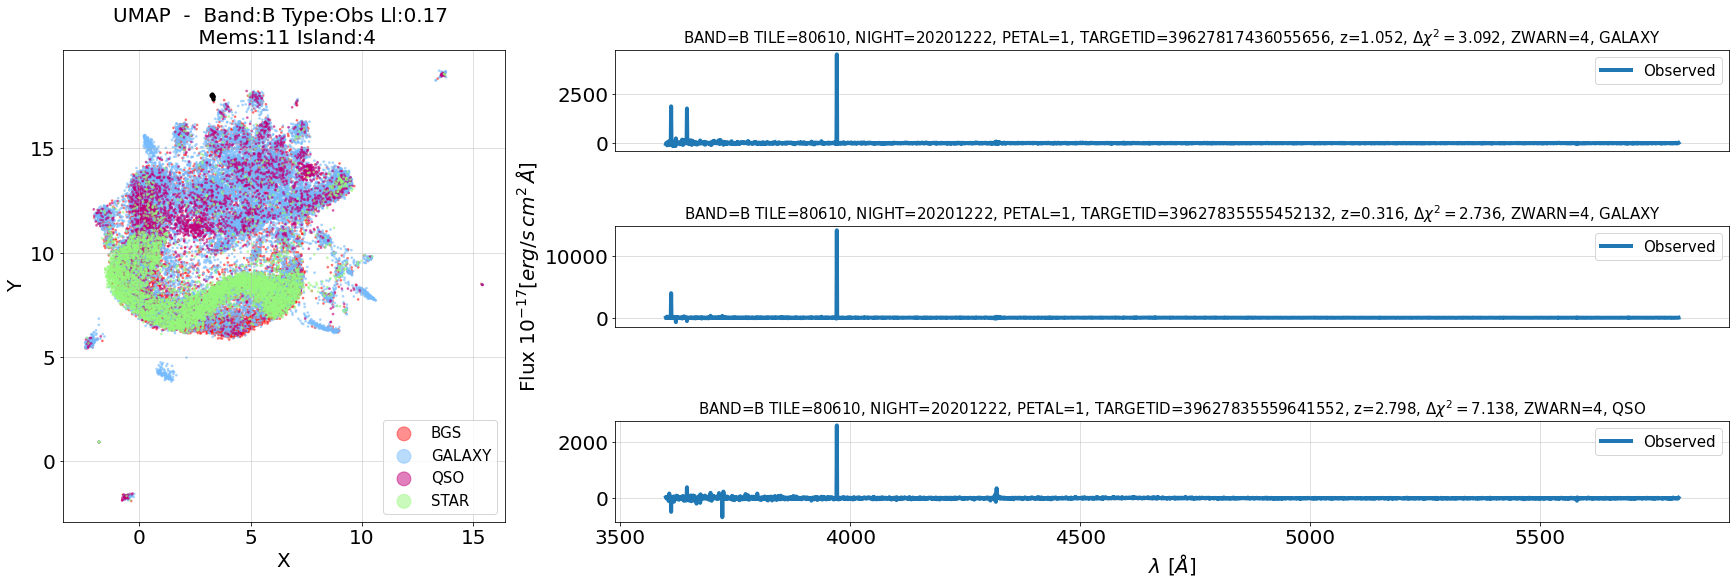 UMAP - Band:B Type:Obs Ll:0.17
Mems:11 Island:4
Y
15
10
5
0
0
5
10
15
X
BGS
GALAXY
QSO
STAR
Flux 10⁻¹⁷[erg/s cm² Å]
BAND=B TILE=80610, NIGHT=20201222, PETAL=1, TARGETID=39627817436055656, z=1.052, Δχ² = 3.092, ZWARN=4, GALAXY
2500
0
Observed
BAND=B TILE=80610, NIGHT=20201222, PETAL=1, TARGETID=39627835555452132, z=0.316, Δχ² = 2.736, ZWARN=4, GALAXY
10000
0
Observed
BAND=B TILE=80610, NIGHT=20201222, PETAL=1, TARGETID=39627835559641552, z=2.798, Δχ² = 7.138, ZWARN=4, QSO
2000
0
Observed
3500
4000
4500
5000
5500
λ [Å]